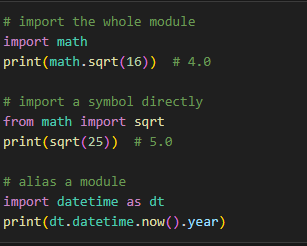 # import the whole module
import math
print(math.sqrt(16))  # 4.0
# import a symbol directly
from math import sqrt
print(sqrt(25))  # 5.0
# alias a module
import datetime as dt
print(dt.datetime.now().year)